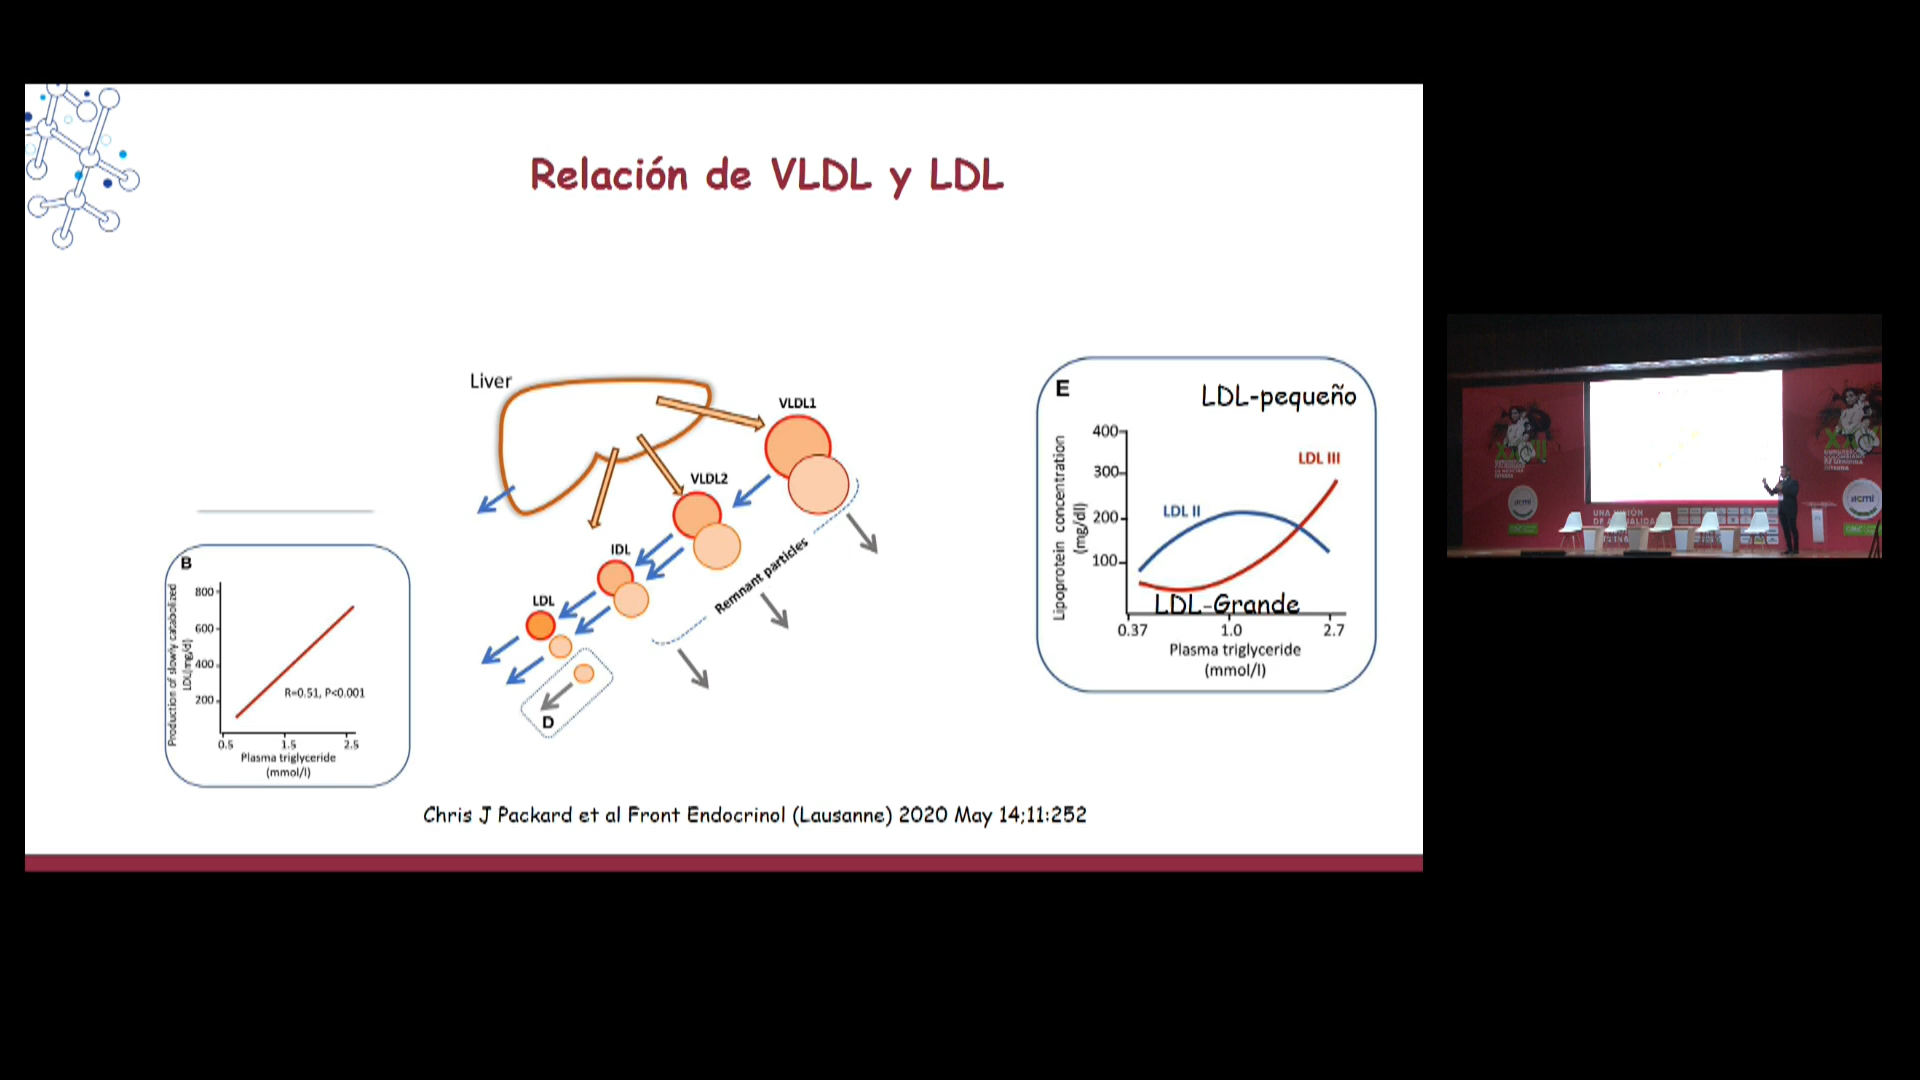 Relación de VLDL y LDL
Liver
VLDL1
VLDL2
IDL
LDL
Remnant particles
D
B
Production of slowly catabolized
LDL(mg/d)
800
600
400
200
R=0.51, P<0.001
0.5 1.5 2.5
Plasma triglyceride
(mmol/l)
E
LDL-pequeño
Lipoprotein concentration
(mg/dl)
400
300
200
100
LDL III
LDL II
LDL-Grande
0.37 1.0 2.7
Plasma triglyceride
(mmol/l)
Chris J Packard et al Front Endocrinol (Lausanne) 2020 May 14;11:252
acmi